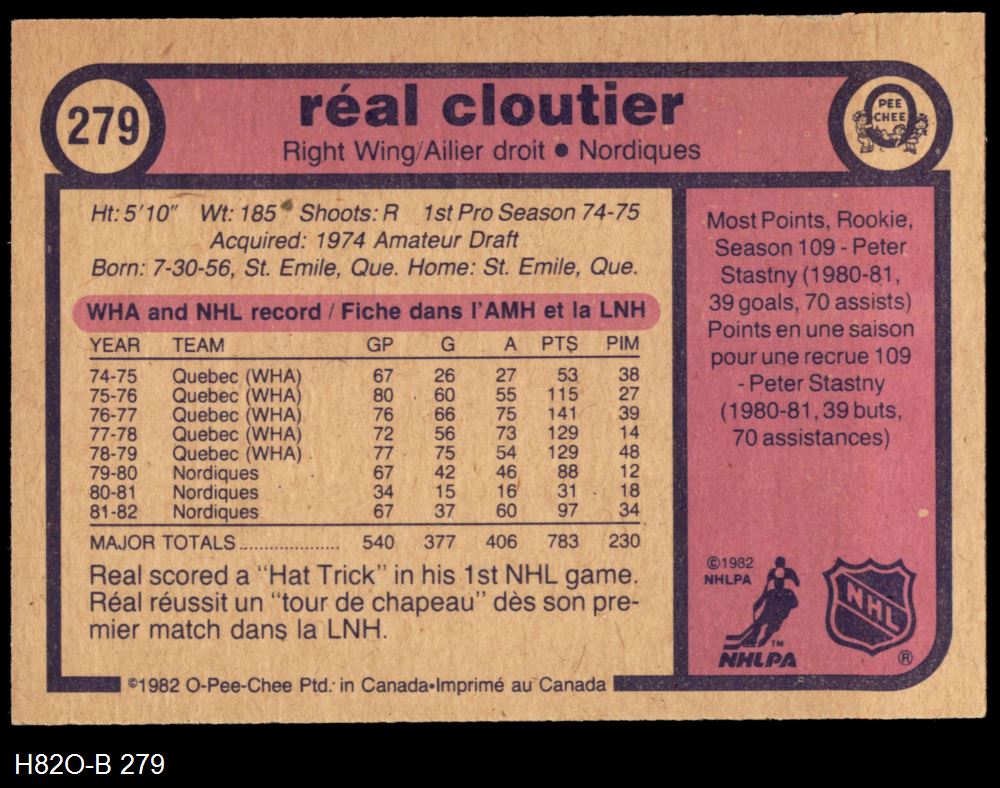 279
réal cloutier
Right Wing/Ailier droit • Nordiques
O
PEE
CHEE
Ht: 5'10" Wt: 185 Shoots: R 1st Pro Season 74-75
Acquired: 1974 Amateur Draft
Born: 7-30-56, St. Emile, Que. Home: St. Emile, Que.
WHA and NHL record / Fiche dans l'AMH et la LNH
YEAR TEAM GP G A PTS PIM
74-75 Quebec (WHA) 67 26 27 53 38
75-76 Quebec (WHA) 80 60 55 115 27
76-77 Quebec (WHA) 76 66 75 141 39
77-78 Quebec (WHA) 72 56 73 129 14
78-79 Quebec (WHA) 77 75 54 129 48
79-80 Nordiques 67 42 46 88 12
80-81 Nordiques 34 15 16 31 18
81-82 Nordiques 67 37 60 97 34
MAJOR TOTALS.................... 540 377 406 783 230
Real scored a "Hat Trick" in his 1st NHL game.
Réal réussit un "tour de chapeau" dès son pre-
mier match dans la LNH.
©1982 O-Pee-Chee Ptd. in Canada•Imprimé au Canada
Most Points, Rookie,
Season 109 - Peter
Stastny (1980-81,
39 goals, 70 assists)
Points en une saison
pour une recrue 109
- Peter Stastny
(1980-81, 39 buts,
70 assistances)
©1982
NHLPA
TM
NHLPA
NHL
®
H82O-B 279